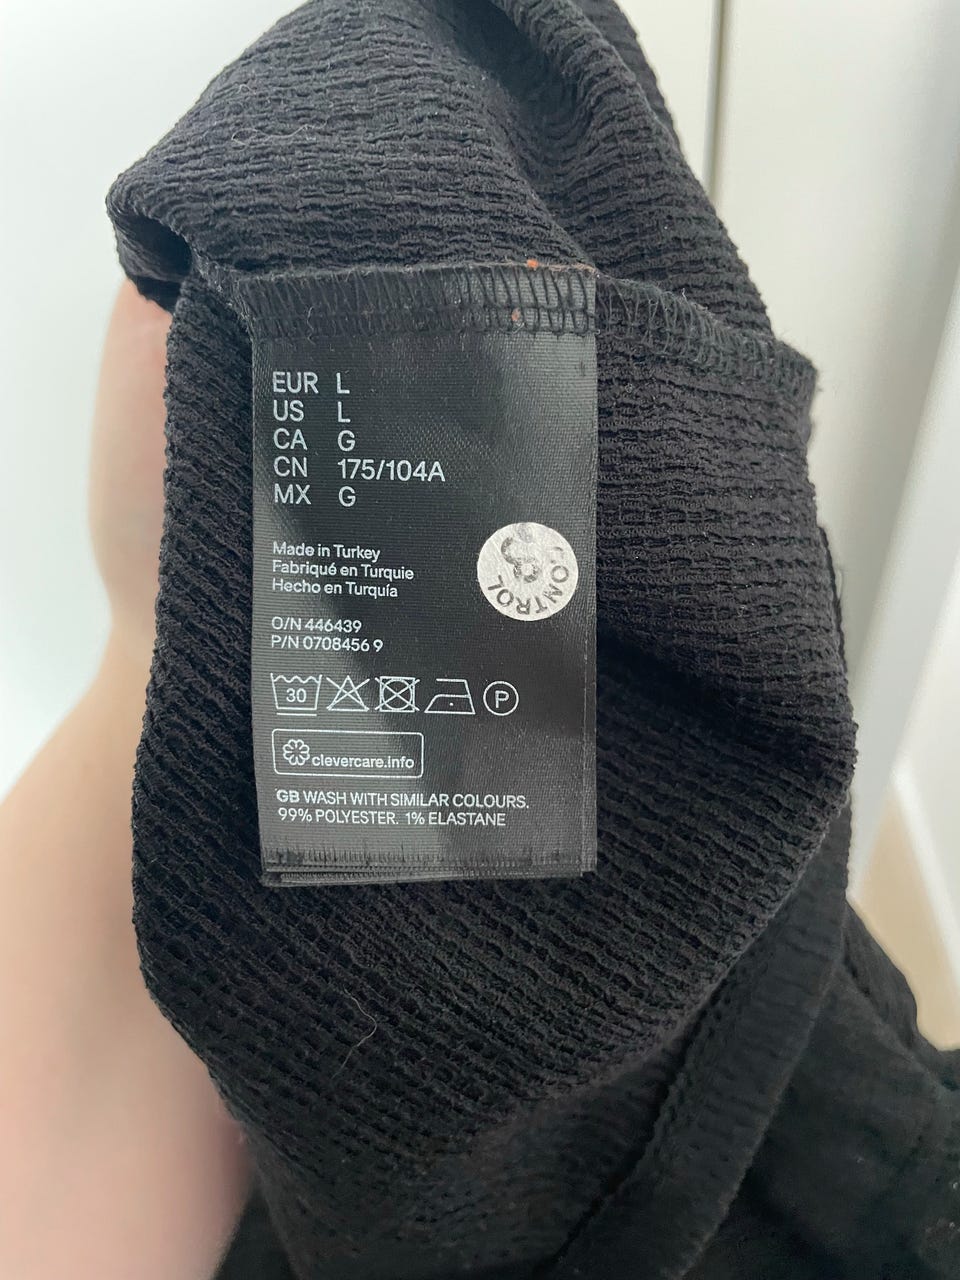 EUR L
US L
CA G
CN 175/104A
MX G
Made in Turkey
Fabriqué en Turquie
Hecho en Turquía
O/N 446439
P/N 0708456 9
CONTROL
30
P
clevercare.info
GB WASH WITH SIMILAR COLOURS.
99% POLYESTER. 1% ELASTANE